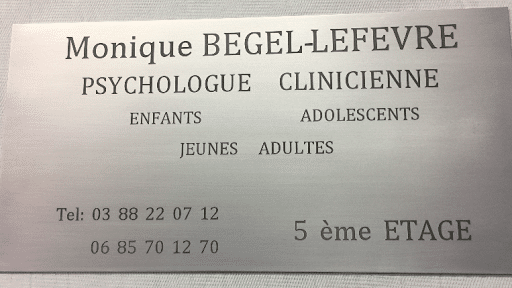 Monique BEGEL-LEFEVRE
PSYCHOLOGUE CLINICIENNE
ENFANTS ADOLESCENTS
JEUNES ADULTES
Tel: 03 88 22 07 12
06 85 70 12 70
5 ème ETAGE